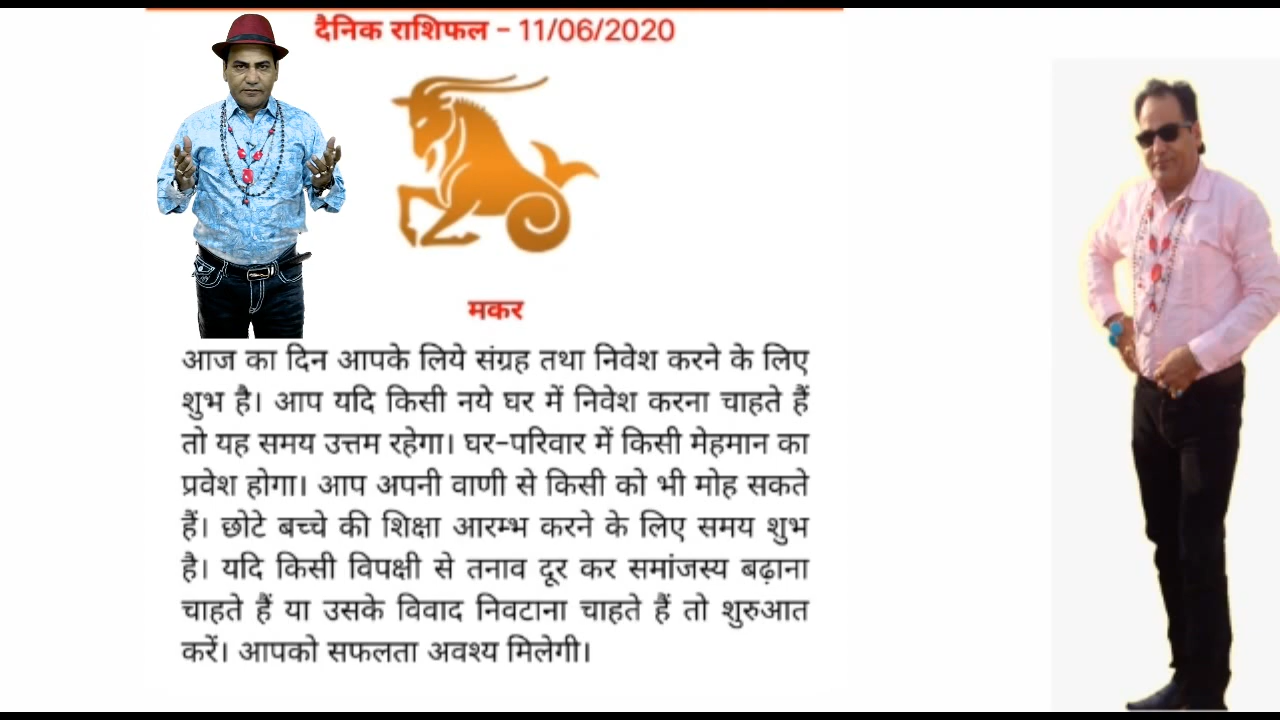 दैनिक राशिफल - 11/06/2020
मकर
आज का दिन आपके लिये संग्रह तथा निवेश करने के लिए
शुभ है। आप यदि किसी नये घर में निवेश करना चाहते हैं
तो यह समय उत्तम रहेगा। घर-परिवार में किसी मेहमान का
प्रवेश होगा। आप अपनी वाणी से किसी को भी मोह सकते
हैं। छोटे बच्चे की शिक्षा आरम्भ करने के लिए समय शुभ
है। यदि किसी विपक्षी से तनाव दूर कर समांजस्य बढ़ाना
चाहते हैं या उसके विवाद निवटाना चाहते हैं तो शुरुआत
करें। आपको सफलता अवश्य मिलेगी।